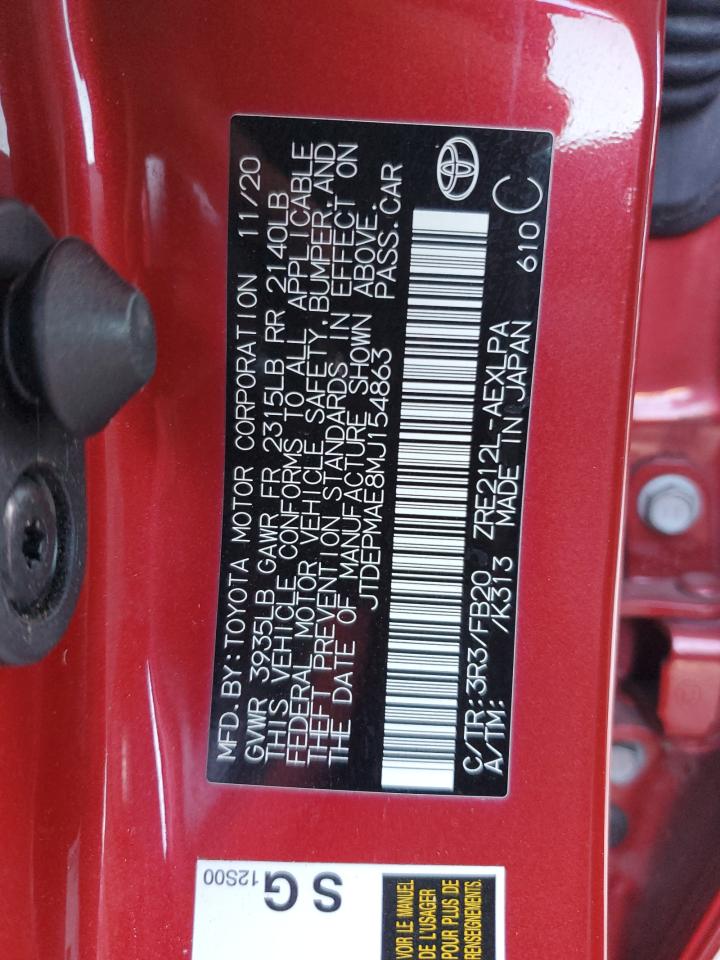 MFD. BY: TOYOTA MOTOR CORPORATION 11/20
GVWR 3935LB GAWR FR 2315LB RR 2140LB
THIS VEHICLE CONFORMS TO ALL APPLICABLE
FEDERAL MOTOR VEHICLE SAFETY, BUMPER, AND
THEFT PREVENTION STANDARDS IN EFFECT ON
THE DATE OF MANUFACTURE SHOWN ABOVE.
JTDEPMAE8MJ154863 PASS. CAR
C/TR: 3R3/FB20 ZRE212L-AEXLPA 610 C
A/TM: /K313 MADE IN JAPAN
SG
12S00
VOIR LE MANUEL
DE L'USAGER
POUR PLUS DE
RENSEIGNEMENTS.